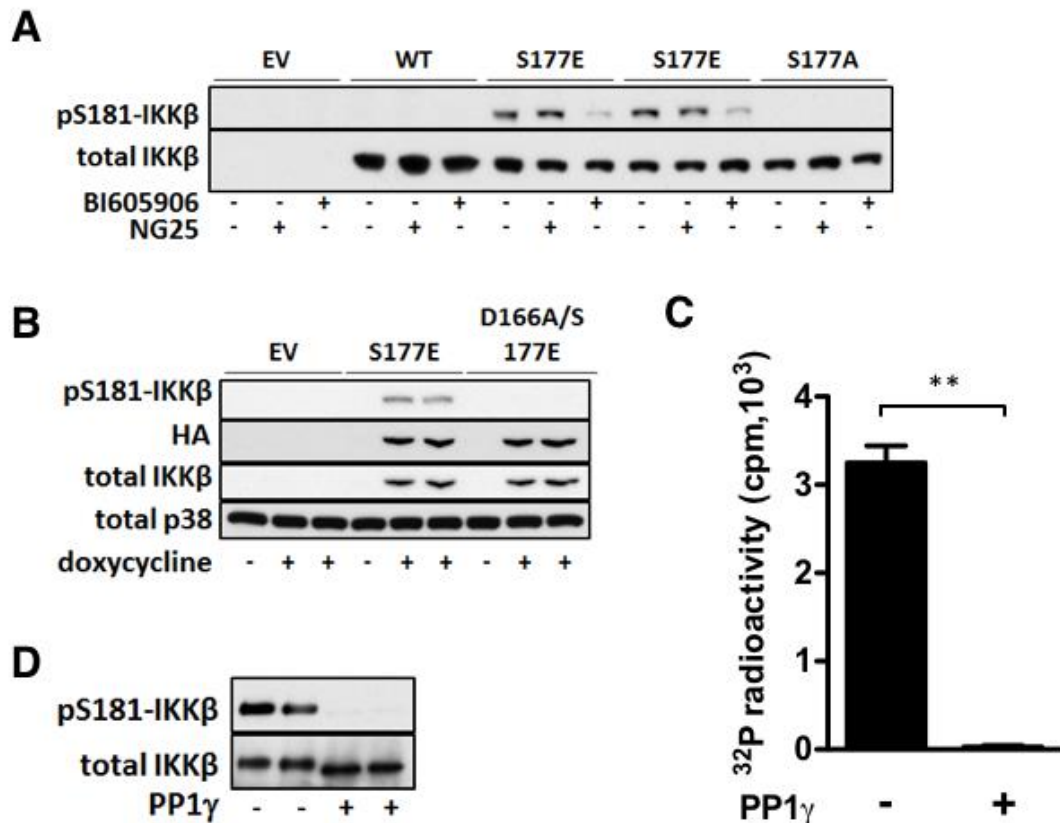 A
EV WT S177E S177E S177A
pS181-IKKβ
total IKKβ
BI605906 - - + - - + - - + - - + - - +
NG25 - + - - + - - + - - + - - + -
B
EV S177E D166A/S
177E
pS181-IKKβ
HA
total IKKβ
total p38
doxycycline - + + - + + - + +
C
**
³²P radioactivity (cpm,10³)
4
3
2
1
0
PP1γ - +
D
pS181-IKKβ
total IKKβ
PP1γ - - + +